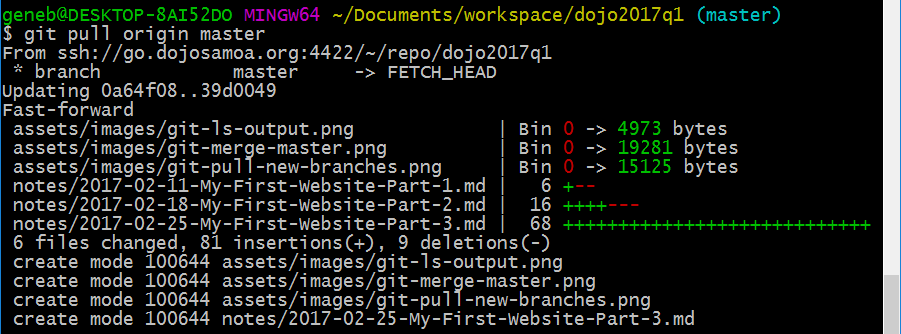 geneb@DESKTOP-8AI52DO MINGW64 ~/Documents/workspace/dojo2017q1 (master)
$ git pull origin master
From ssh://go.dojosamoa.org:4422/~/repo/dojo2017q1
 * branch            master     -> FETCH_HEAD
Updating 0a64f08..39d0049
Fast-forward
 assets/images/git-ls-output.png             | Bin 0 -> 4973 bytes
 assets/images/git-merge-master.png          | Bin 0 -> 19281 bytes
 assets/images/git-pull-new-branches.png     | Bin 0 -> 15125 bytes
 notes/2017-02-11-My-First-Website-Part-1.md |   6 +--
 notes/2017-02-18-My-First-Website-Part-2.md |  16 ++++---
 notes/2017-02-25-My-First-Website-Part-3.md |  68 ++++++++++++++++++++++++++++
 6 files changed, 81 insertions(+), 9 deletions(-)
 create mode 100644 assets/images/git-ls-output.png
 create mode 100644 assets/images/git-merge-master.png
 create mode 100644 assets/images/git-pull-new-branches.png
 create mode 100644 notes/2017-02-25-My-First-Website-Part-3.md